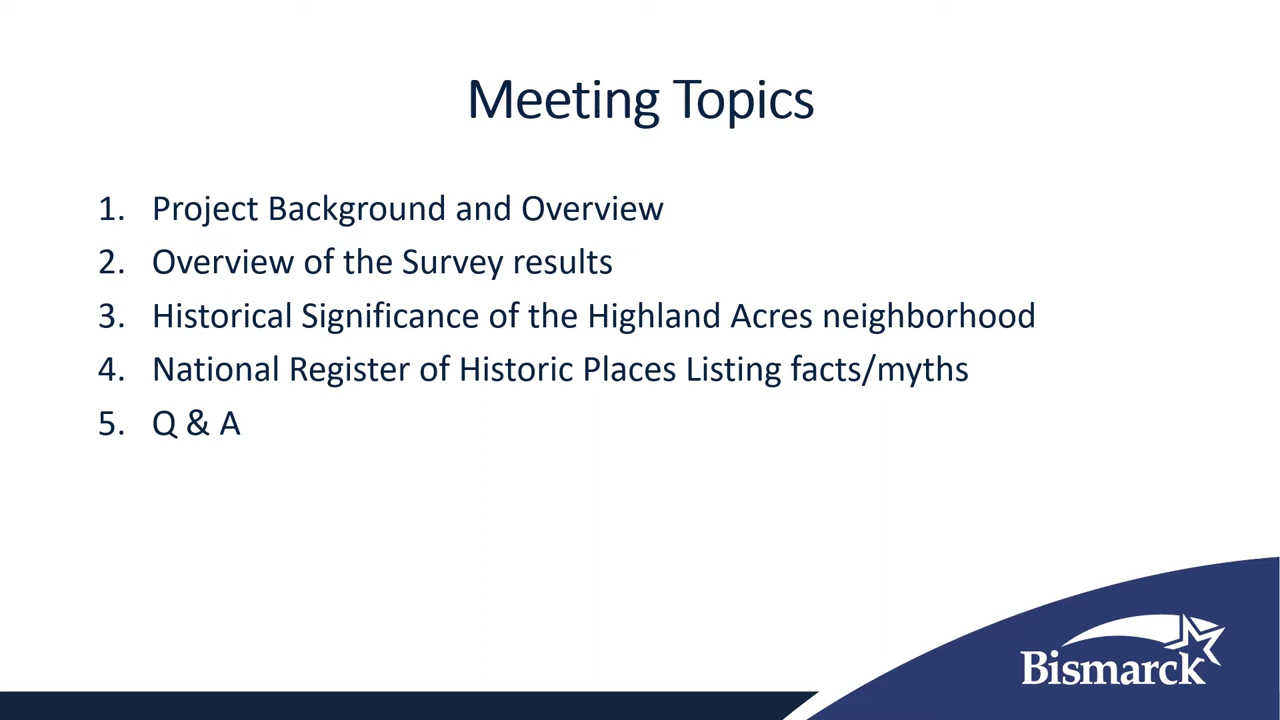 Meeting Topics
1. Project Background and Overview
2. Overview of the Survey results
3. Historical Significance of the Highland Acres neighborhood
4. National Register of Historic Places Listing facts/myths
5. Q & A
Bismarck